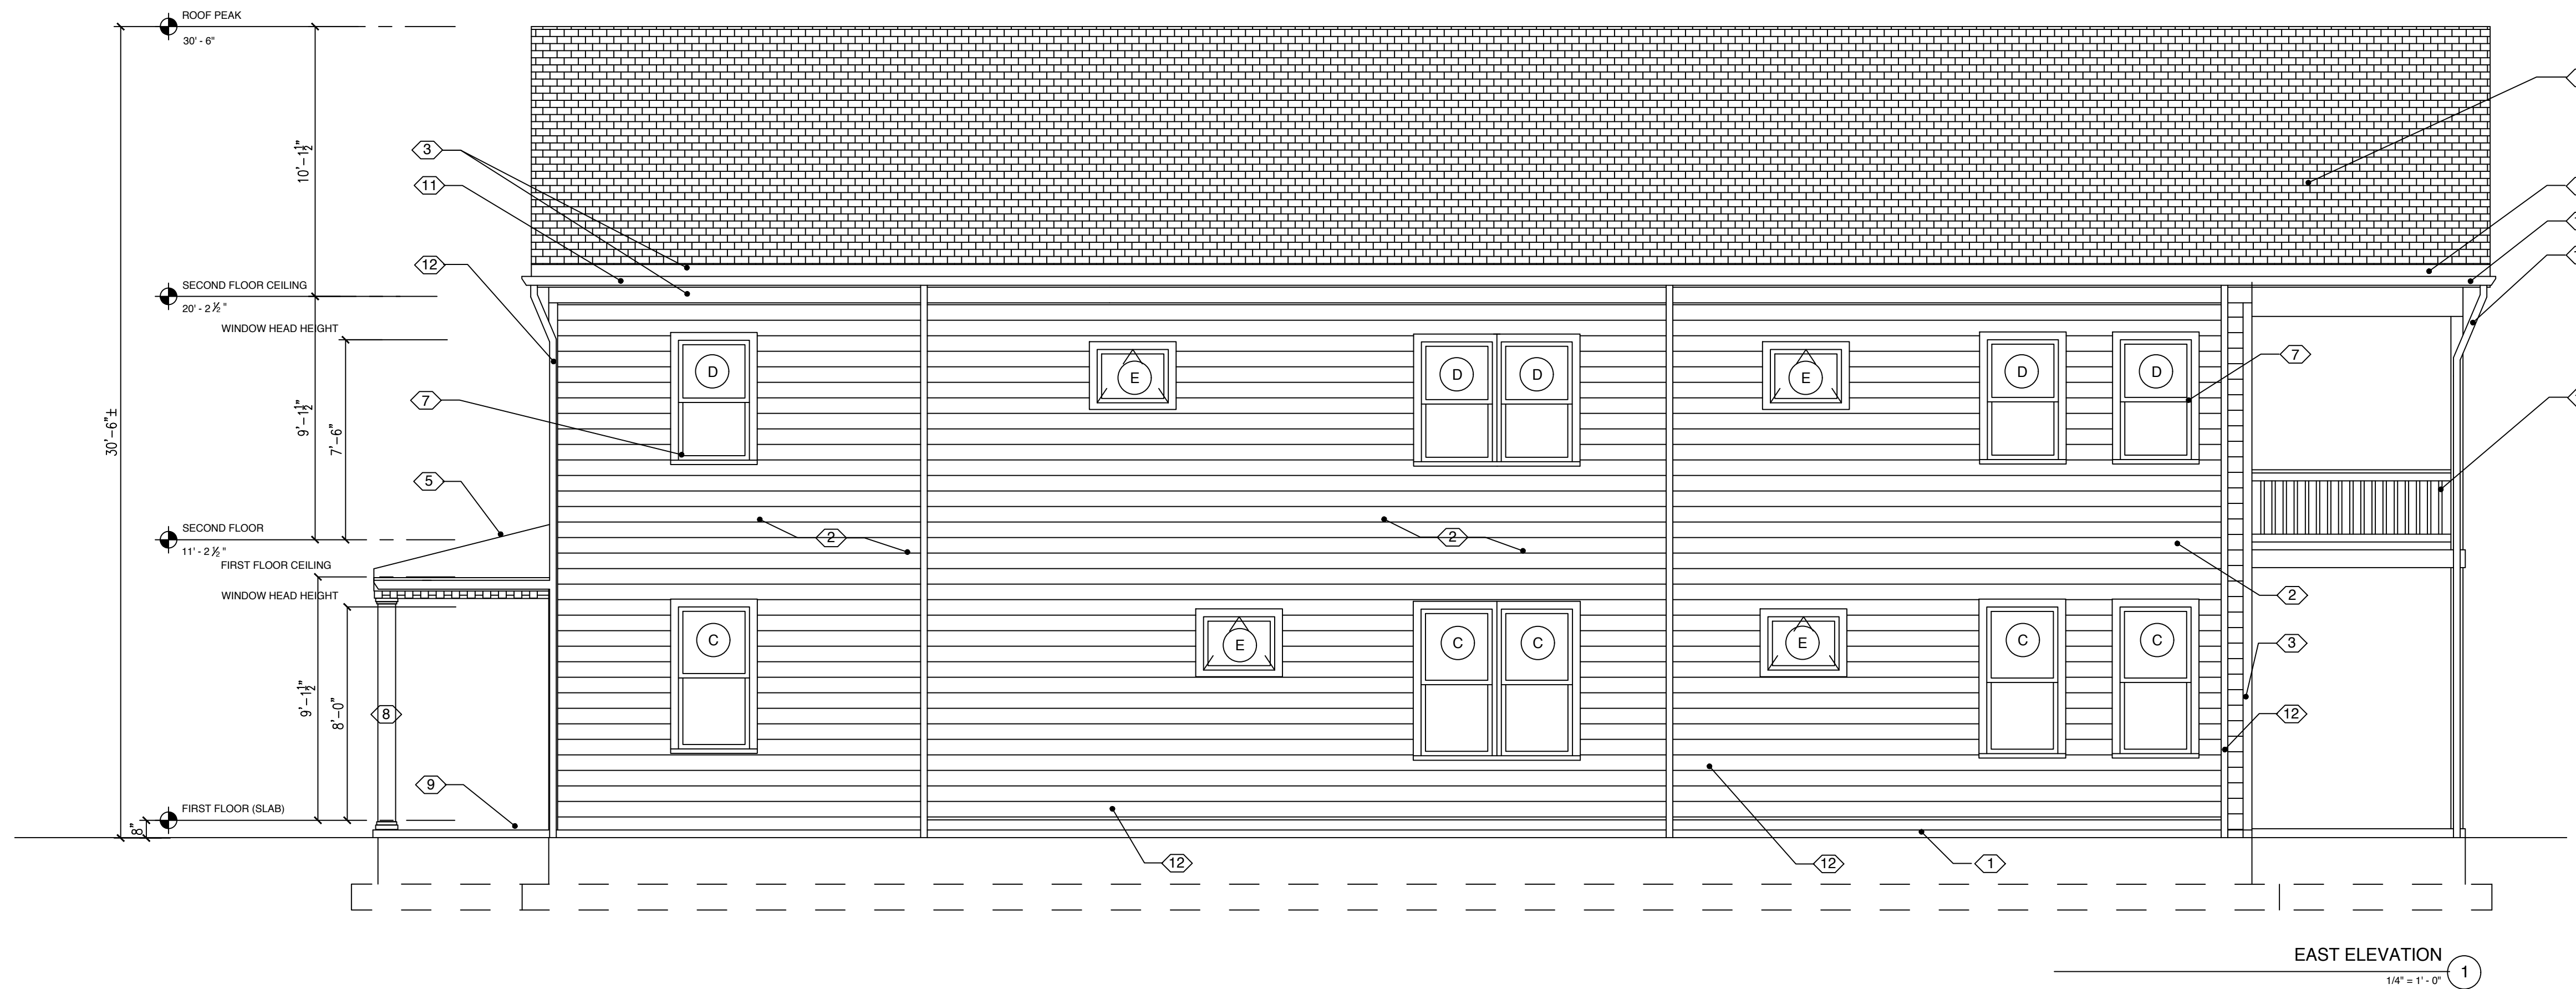 ROOF PEAK
30' - 6"
10'-1½"
3
11
12
SECOND FLOOR CEILING
20' - 2½"
WINDOW HEAD HEIGHT
30'-6"±
9'-1½"
7'-6"
D
E
D
D
E
D
D
7
7
5
SECOND FLOOR
11' - 2½"
2
2
FIRST FLOOR CEILING
WINDOW HEAD HEIGHT
2
C
E
C
C
E
C
C
3
9'-1½"
8'-0"
8
12
9
FIRST FLOOR (SLAB)
8"
12
12
1
EAST ELEVATION
1
1/4" = 1' - 0"